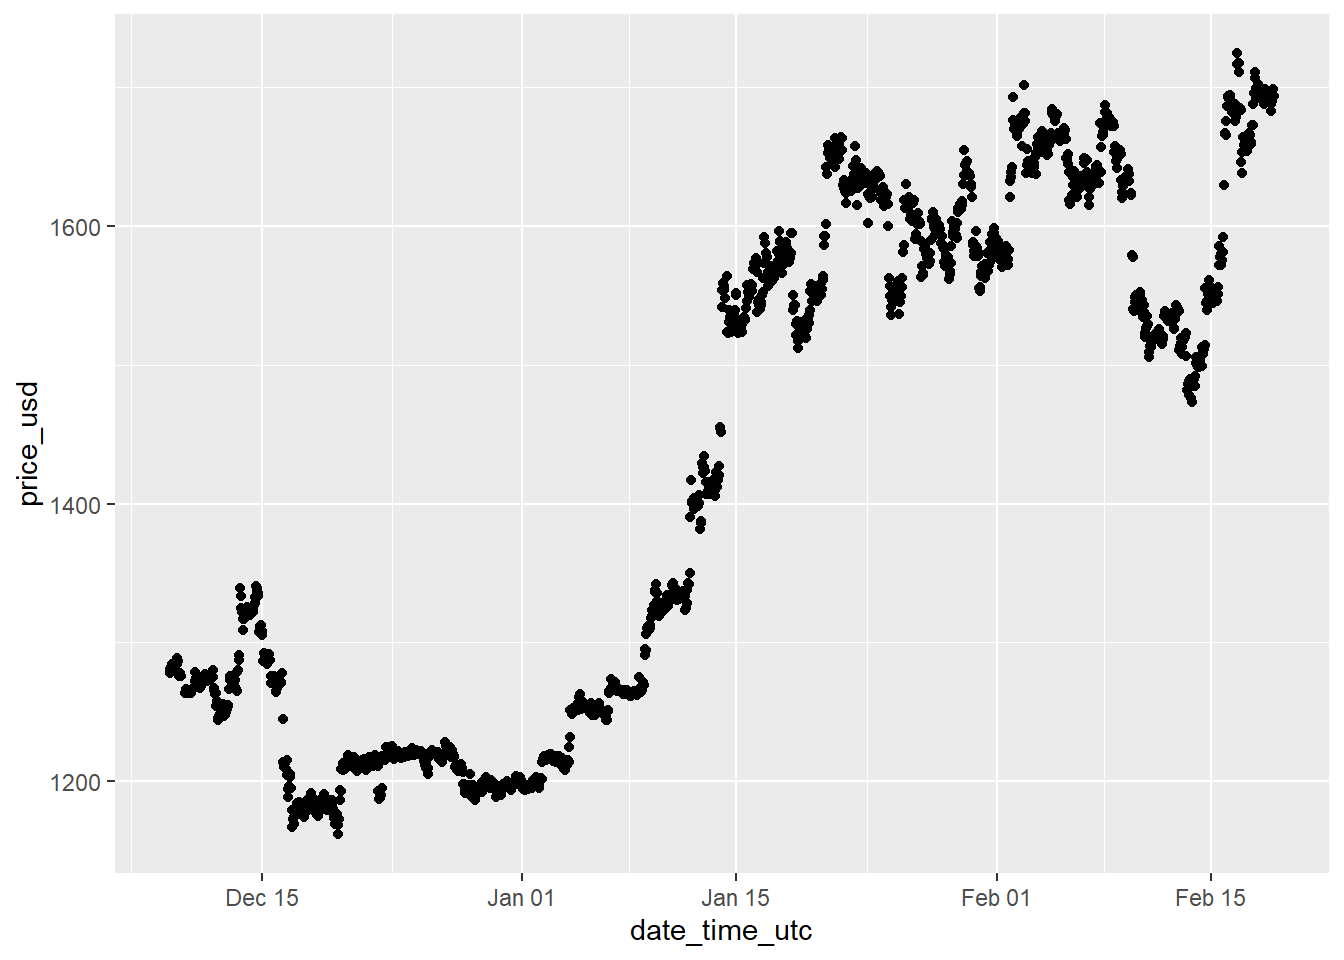 price_usd
1600
1400
1200
Dec 15
Jan 01
Jan 15
Feb 01
Feb 15
date_time_utc